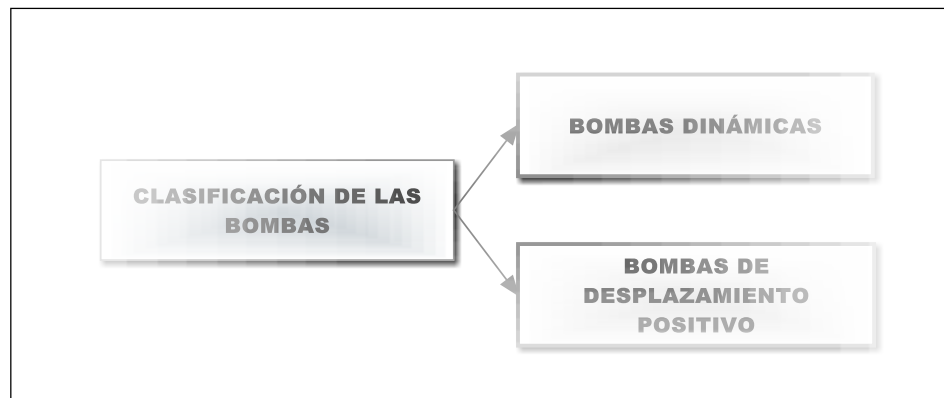 CLASIFICACIÓN DE LAS
BOMBAS
BOMBAS DINÁMICAS
BOMBAS DE
DESPLAZAMIENTO
POSITIVO